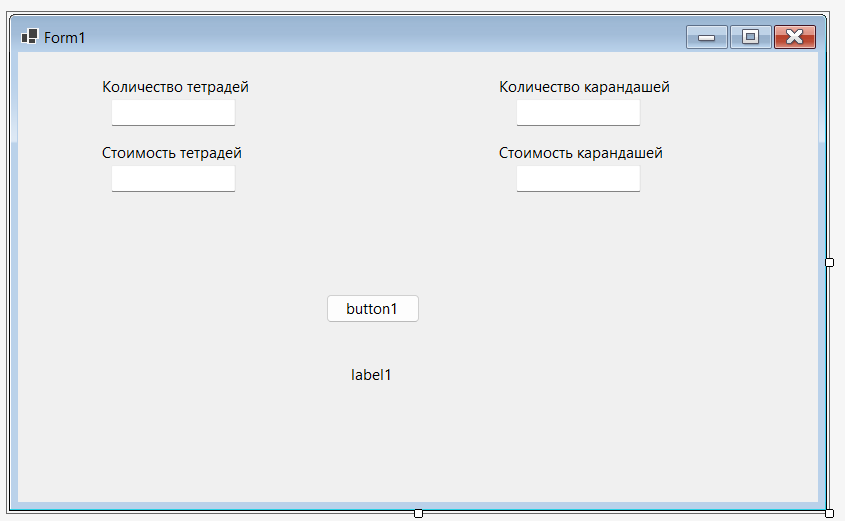 Form1
Количество тетрадей
Количество карандашей
Стоимость тетрадей
Стоимость карандашей
button1
label1